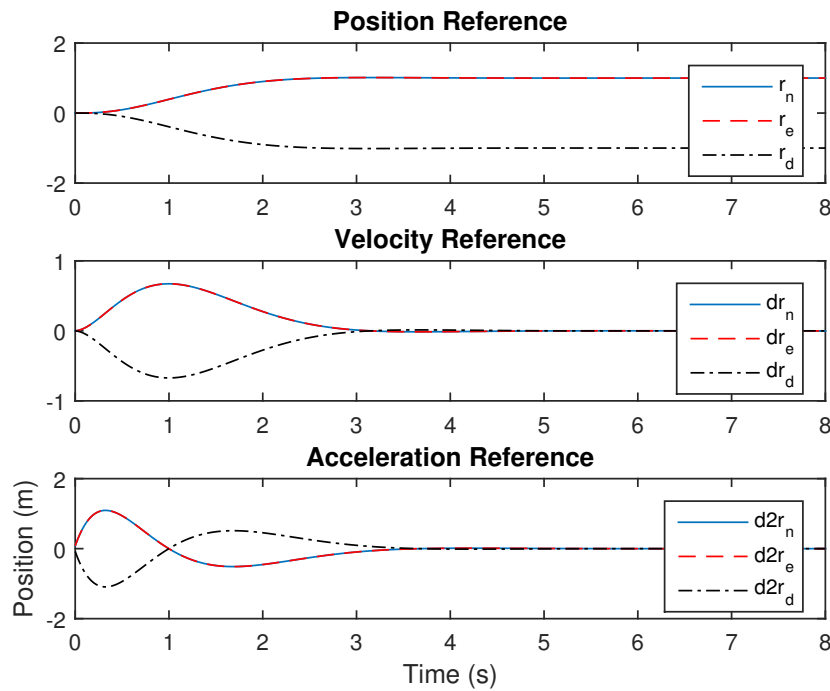 Position Reference
2
0
-2
r_n
r_e
r_d
0 1 2 3 4 5 6 7 8
Velocity Reference
1
0
-1
dr_n
dr_e
dr_d
0 1 2 3 4 5 6 7 8
Acceleration Reference
Position (m)
2
0
-2
d2r_n
d2r_e
d2r_d
0 1 2 3 4 5 6 7 8
Time (s)